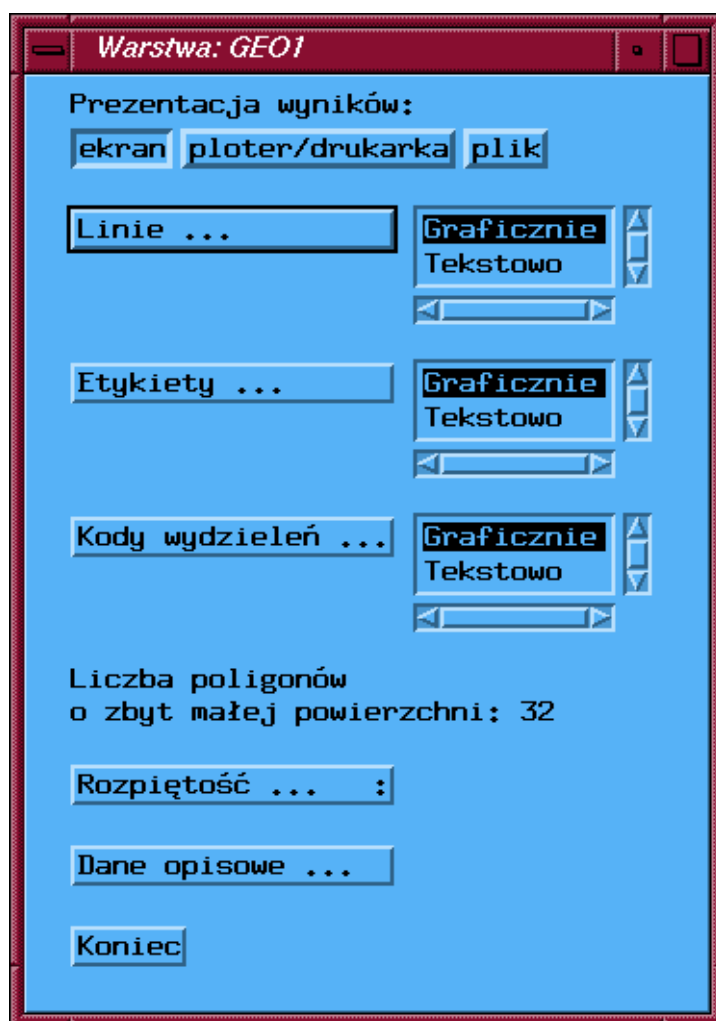 Warstwa: GEO1
Prezentacja wyników:
ekran ploter/drukarka plik
Linie ... Graficznie
Tekstowo
Etykiety ... Graficznie
Tekstowo
Kody wydzieleń ... Graficznie
Tekstowo
Liczba poligonów
o zbyt małej powierzchni: 32
Rozpiętość ... :
Dane opisowe ...
Koniec